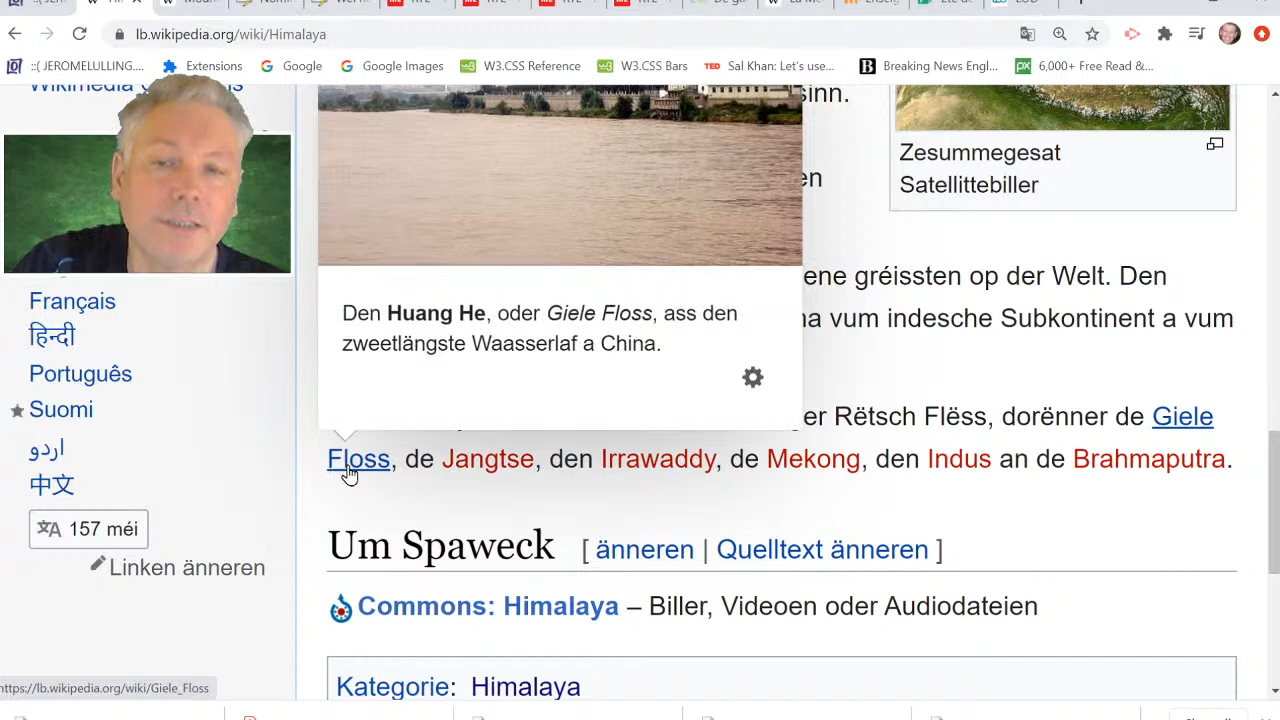 lb.wikipedia.org/wiki/Himalaya
::( JEROMELULLING....
Extensions
Google
Google Images
W3.CSS Reference
W3.CSS Bars
TED Sal Khan: Let's use...
B Breaking News Engl...
px 6,000+ Free Read &...
sinn.
Zesummegesat
Satellittebiller
en
ene gréissten op der Welt. Den
na vum indesche Subkontinent a vum
Den Huang He, oder Giele Floss, ass den
zweetlängste Waasserlaf a China.
er Rëtsch Flëss, dorënner de Giele
Floss, de Jangtse, den Irrawaddy, de Mekong, den Indus an de Brahmaputra.
Um Spaweck [ änneren | Quelltext änneren ]
Commons: Himalaya – Biller, Videoen oder Audiodateien
Kategorie: Himalaya
Français
हिन्दी
Português
Suomi
اردو
中文
157 méi
Linken änneren
https://lb.wikipedia.org/wiki/Giele_Floss